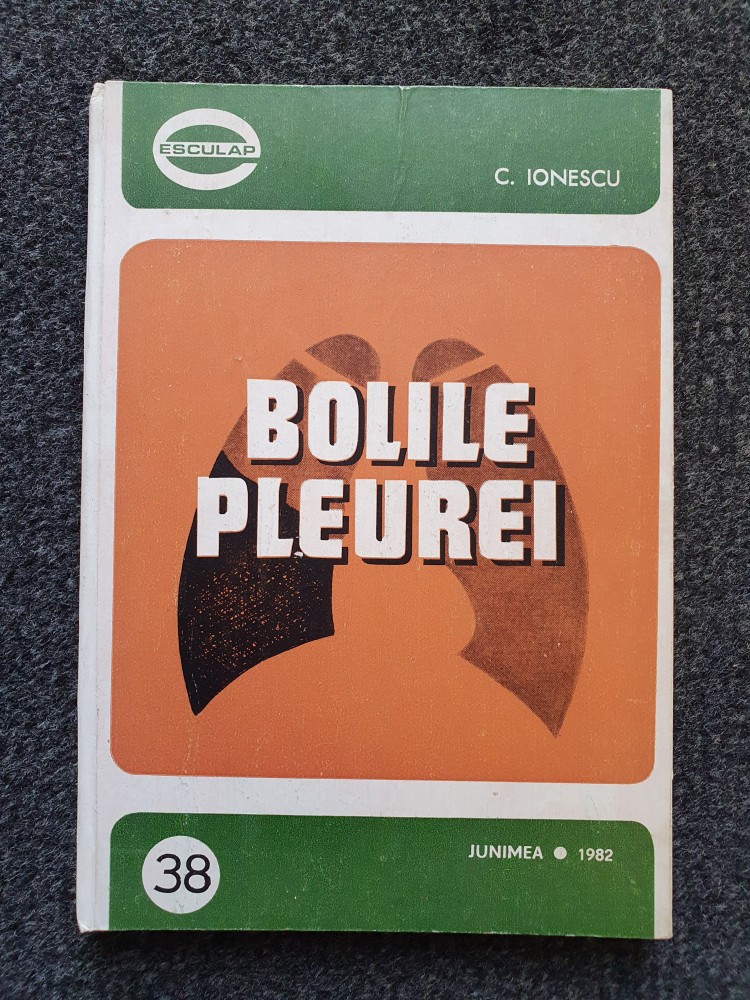 ESCULAP
C. IONESCU
BOLILE
PLEUREI
38
JUNIMEA ● 1982